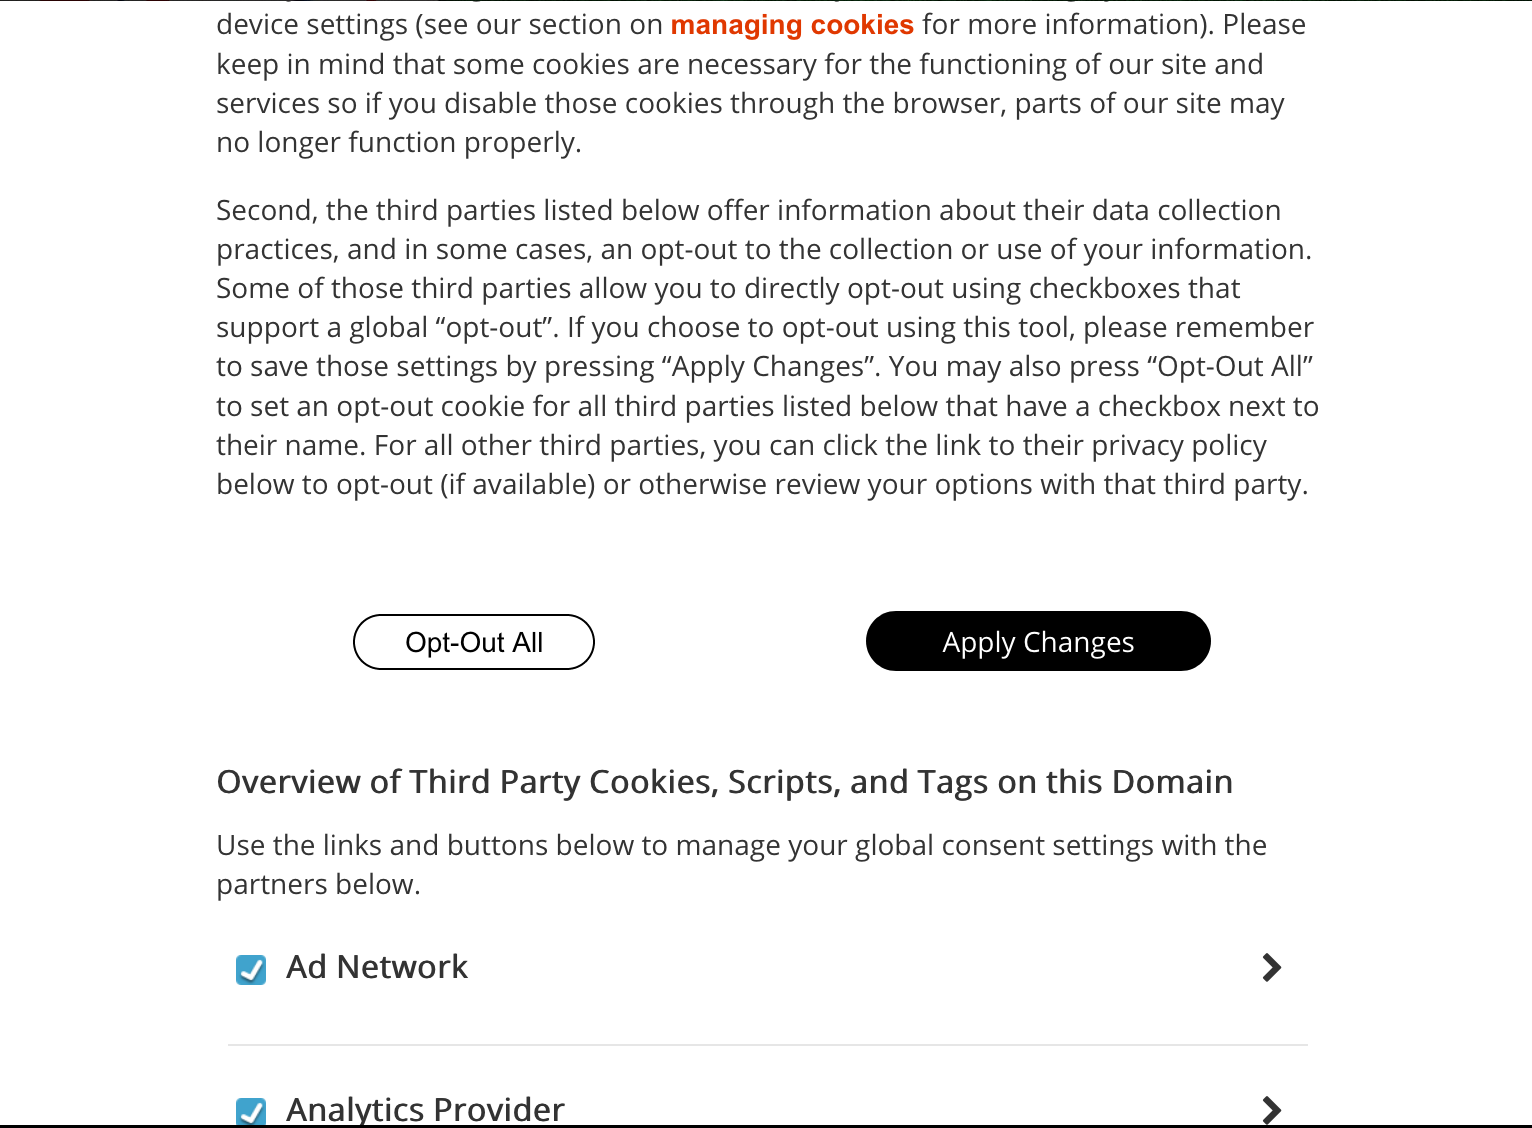 device settings (see our section on managing cookies for more information). Please
keep in mind that some cookies are necessary for the functioning of our site and
services so if you disable those cookies through the browser, parts of our site may
no longer function properly.
Second, the third parties listed below offer information about their data collection
practices, and in some cases, an opt-out to the collection or use of your information.
Some of those third parties allow you to directly opt-out using checkboxes that
support a global “opt-out”. If you choose to opt-out using this tool, please remember
to save those settings by pressing “Apply Changes”. You may also press “Opt-Out All”
to set an opt-out cookie for all third parties listed below that have a checkbox next to
their name. For all other third parties, you can click the link to their privacy policy
below to opt-out (if available) or otherwise review your options with that third party.
Opt-Out All
Apply Changes
Overview of Third Party Cookies, Scripts, and Tags on this Domain
Use the links and buttons below to manage your global consent settings with the
partners below.
Ad Network
Analytics Provider